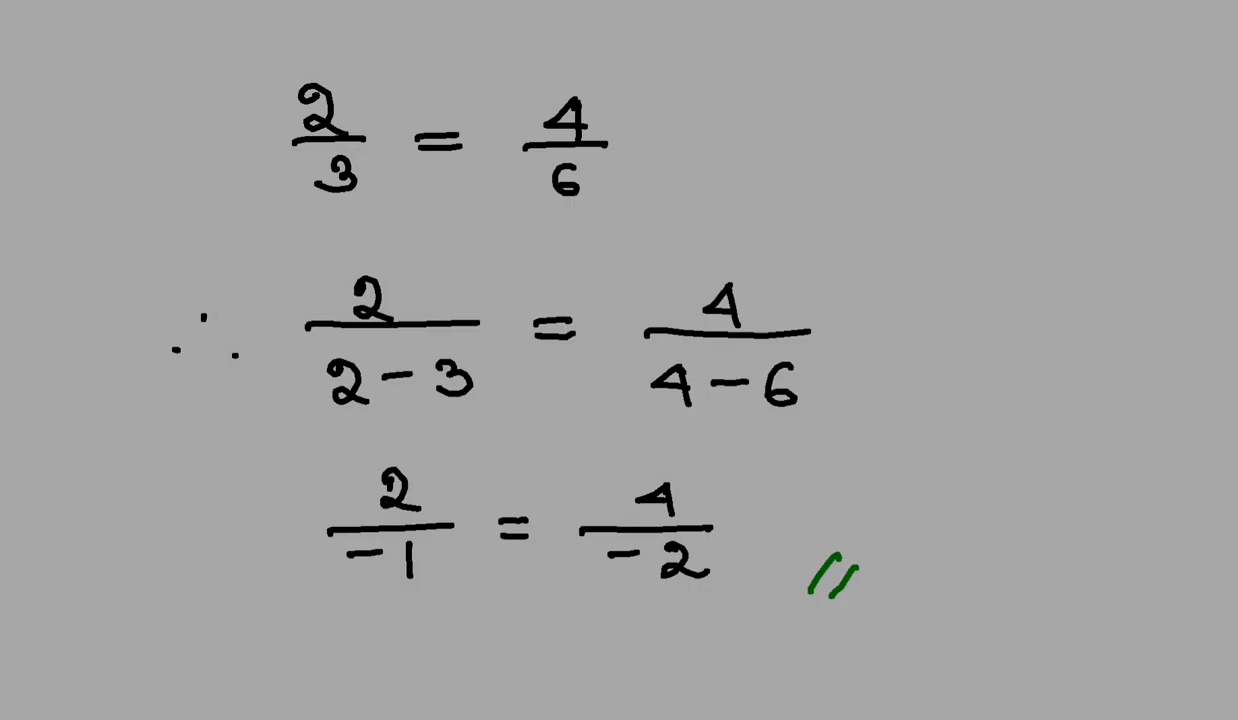 2/3 = 4/6
∴ 2/(2 - 3) = 4/(4 - 6)
2/-1 = 4/-2 //